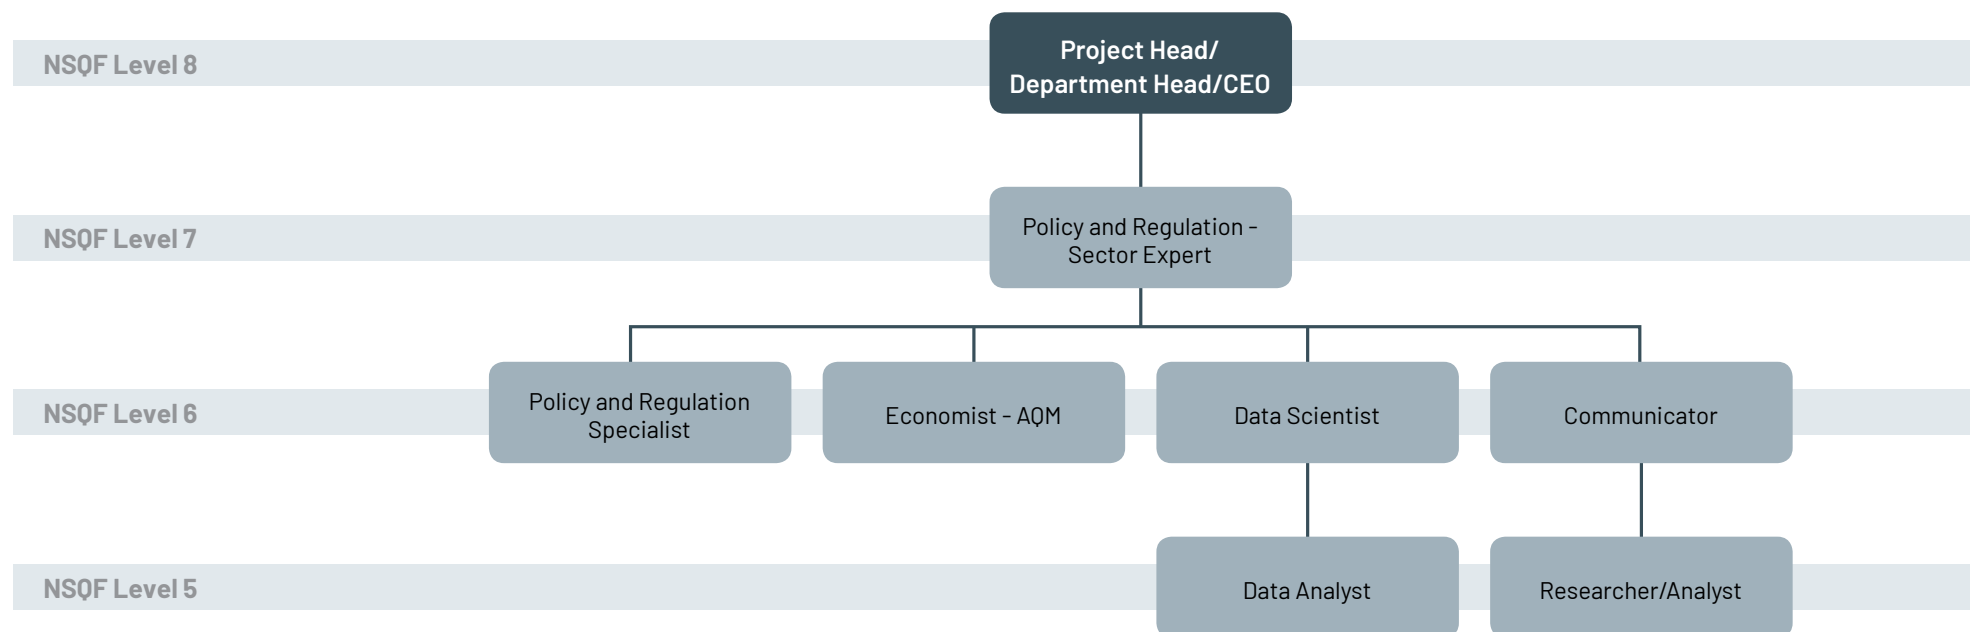 NSQF Level 8
Project Head/
Department Head/CEO
NSQF Level 7
Policy and Regulation -
Sector Expert
NSQF Level 6
Policy and Regulation
Specialist
Economist - AQM
Data Scientist
Communicator
NSQF Level 5
Data Analyst
Researcher/Analyst